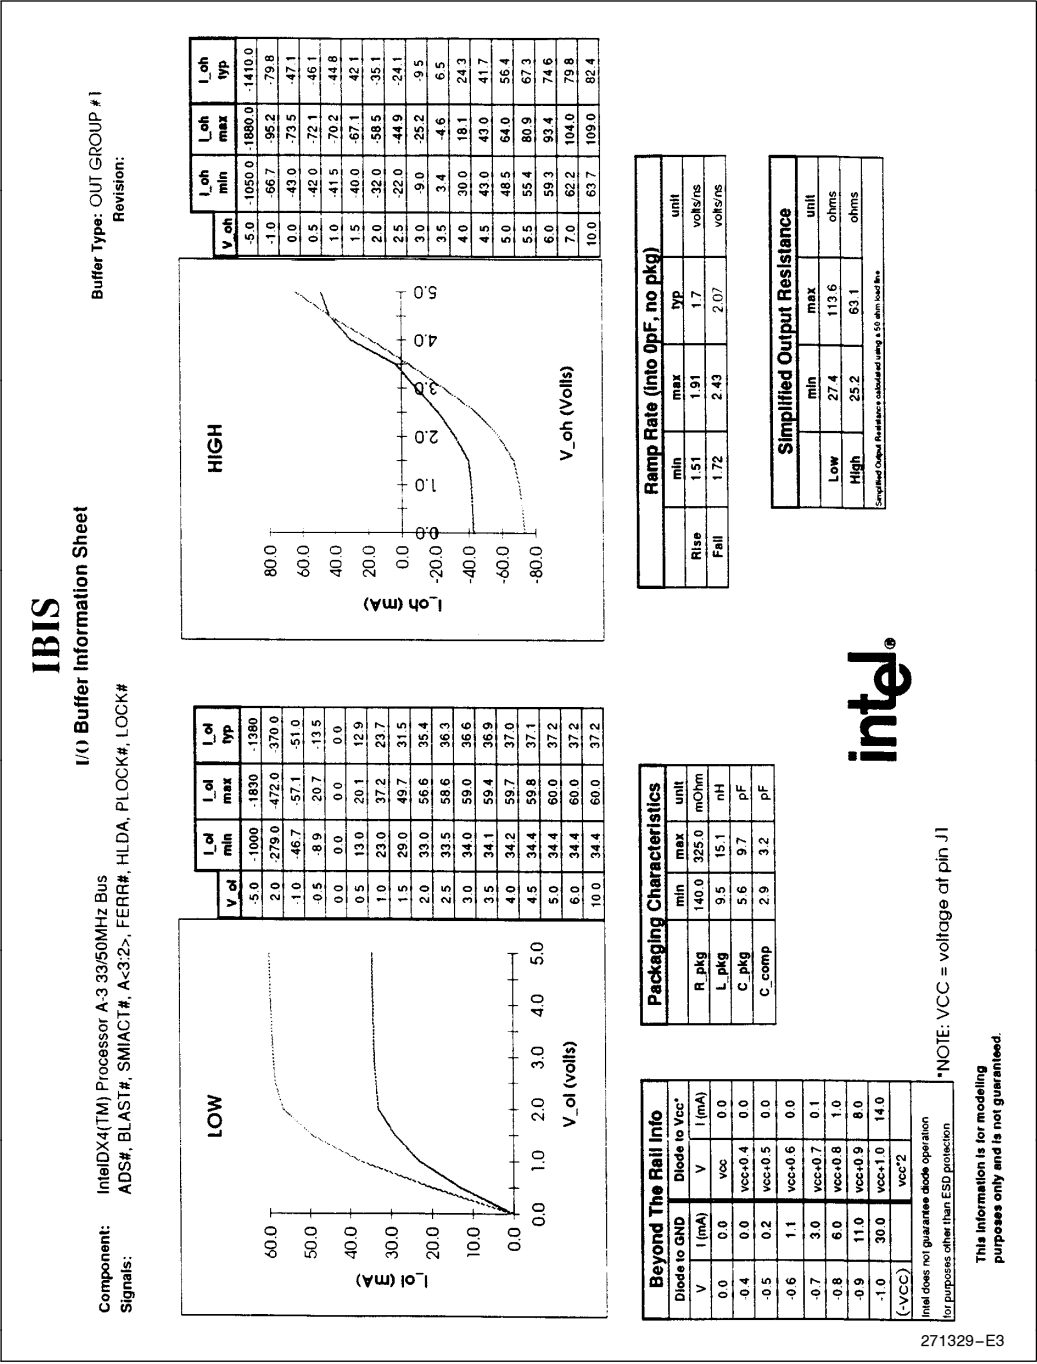 IBIS
I/O Buffer Information Sheet
Component: IntelDX4(TM) Processor A-3 33/50MHz Bus
Signals: ADS#, BLAST#, SMIACT#, A<3:2>, FERR#, HLDA, PLOCK#, LOCK#
Buffer Type: OUT GROUP #1
Revision:
LOW
I_ol (mA)
60.0
50.0
40.0
30.0
20.0
10.0
0.0
0.0 1.0 2.0 3.0 4.0 5.0
V_ol (volts)
V_ol I_ol min I_ol max I_ol typ
-5.0 -1000 -1830 -1380
2.0 -279.0 -472.0 -370.0
-1.0 -46.7 -57.1 -51.0
-0.5 -8.9 20.7 -13.5
0.0 0.0 0.0 0.0
0.5 13.0 20.1 12.9
1.0 23.0 37.2 23.7
1.5 29.0 49.7 31.5
2.0 33.0 56.6 35.4
2.5 33.5 58.6 36.3
3.0 34.0 59.0 36.6
3.5 34.1 59.4 36.9
4.0 34.2 59.7 37.0
4.5 34.4 59.8 37.1
5.0 34.4 60.0 37.2
6.0 34.4 60.0 37.2
10.0 34.4 60.0 37.2
HIGH
I_oh (mA)
80.0
60.0
40.0
20.0
0.0
-20.0
-40.0
-60.0
-80.0
0.0 1.0 2.0 3.0 4.0 5.0
V_oh (Volts)
V_oh I_oh min I_oh max I_oh typ
-5.0 -1050.0 -1880.0 -1410.0
-1.0 -66.7 -95.2 -79.8
0.0 -43.0 -73.5 -47.1
0.5 -42.0 -72.1 -46.1
1.0 -41.5 -70.2 -44.8
1.5 -40.0 -67.1 42.1
2.0 -32.0 -58.5 -35.1
2.5 -22.0 -44.9 -24.1
3.0 -9.0 -25.2 -9.5
3.5 3.4 -4.6 6.5
4.0 30.0 18.1 24.3
4.5 43.0 43.0 41.7
5.0 48.5 64.0 56.4
5.5 55.4 80.9 67.3
6.0 59.3 93.4 74.6
7.0 62.2 104.0 79.8
10.0 63.7 109.0 82.4
Beyond The Rail Info
Diode to GND Diode to Vcc*
V I (mA) V I (mA)
0.0 0.0 vcc 0.0
-0.4 0.0 vcc+0.4 0.0
-0.5 0.2 vcc+0.5 0.0
-0.6 1.1 vcc+0.6 0.0
-0.7 3.0 vcc+0.7 0.1
-0.8 6.0 vcc+0.8 1.0
-0.9 11.0 vcc+0.9 8.0
-1.0 30.0 vcc+1.0 14.0
(-VCC) vcc*2
Intel does not guarantee diode operation
for purposes other than ESD protection
Packaging Characteristics
min max unit
R_pkg 140.0 325.0 mOhm
L_pkg 9.5 15.1 nH
C_pkg 5.6 9.7 pF
C_comp 2.9 3.2 pF
Ramp Rate (into 0pF, no pkg)
min max typ unit
Rise 1.51 1.91 1.7 volts/ns
Fall 1.72 2.43 2.07 volts/ns
Simplified Output Resistance
min max unit
Low 27.4 113.6 ohms
High 25.2 63.1 ohms
Simplified Output Resistance calculated using a 50 ohm load line
intel®
*NOTE: VCC = voltage at pin J1
This information is for modeling
purposes only and is not guaranteed.
271329-E3